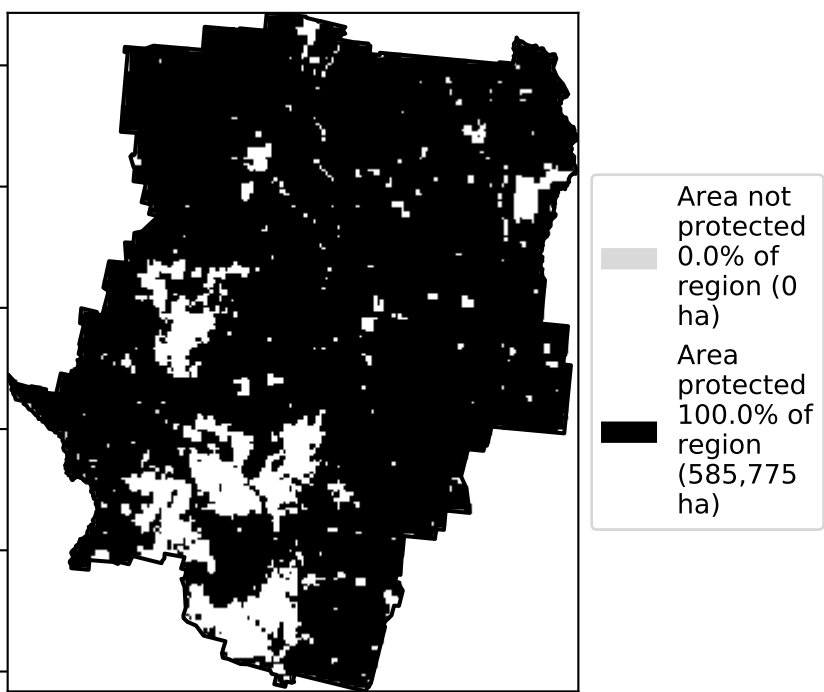 Area not
protected
0.0% of
region (0
ha)
Area
protected
100.0% of
region
(585,775
ha)